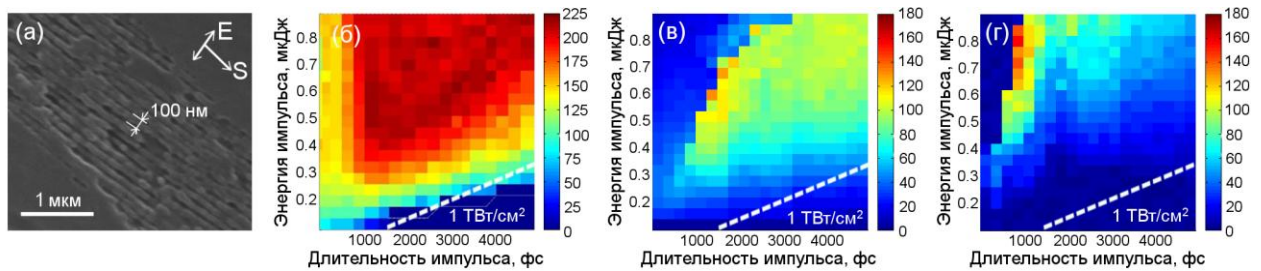 (а)
E
S
100 нм
1 мкм
(б)
Энергия импульса, мкДж
0.8
0.7
0.6
0.5
0.4
0.3
0.2
1000 2000 3000 4000
Длительность импульса, фс
1 ТВт/см²
225
200
175
150
125
100
75
50
25
0
(в)
Энергия импульса, мкДж
0.8
0.7
0.6
0.5
0.4
0.3
0.2
1000 2000 3000 4000
Длительность импульса, фс
1 ТВт/см²
180
160
140
120
100
80
60
40
20
0
(г)
Энергия импульса, мкДж
0.8
0.7
0.6
0.5
0.4
0.3
0.2
1000 2000 3000 4000
Длительность импульса, фс
1 ТВт/см²
180
160
140
120
100
80
60
40
20
0